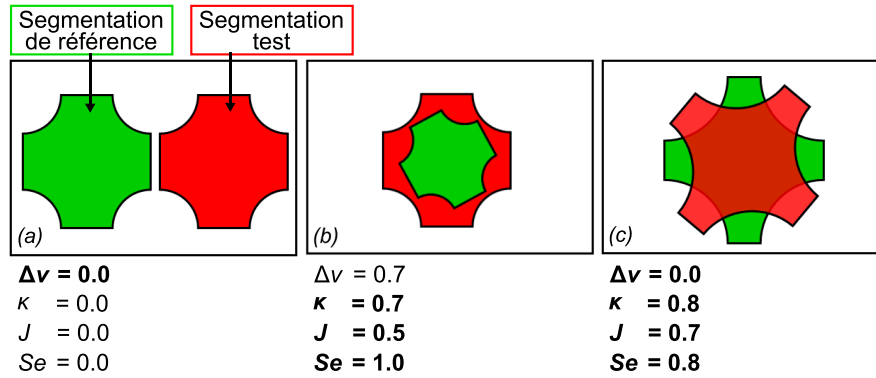 Segmentation
de référence
Segmentation
test
(a)
(b)
(c)
Δv = 0.0
κ = 0.0
J = 0.0
Se = 0.0
Δv = 0.7
κ = 0.7
J = 0.5
Se = 1.0
Δv = 0.0
κ = 0.8
J = 0.7
Se = 0.8